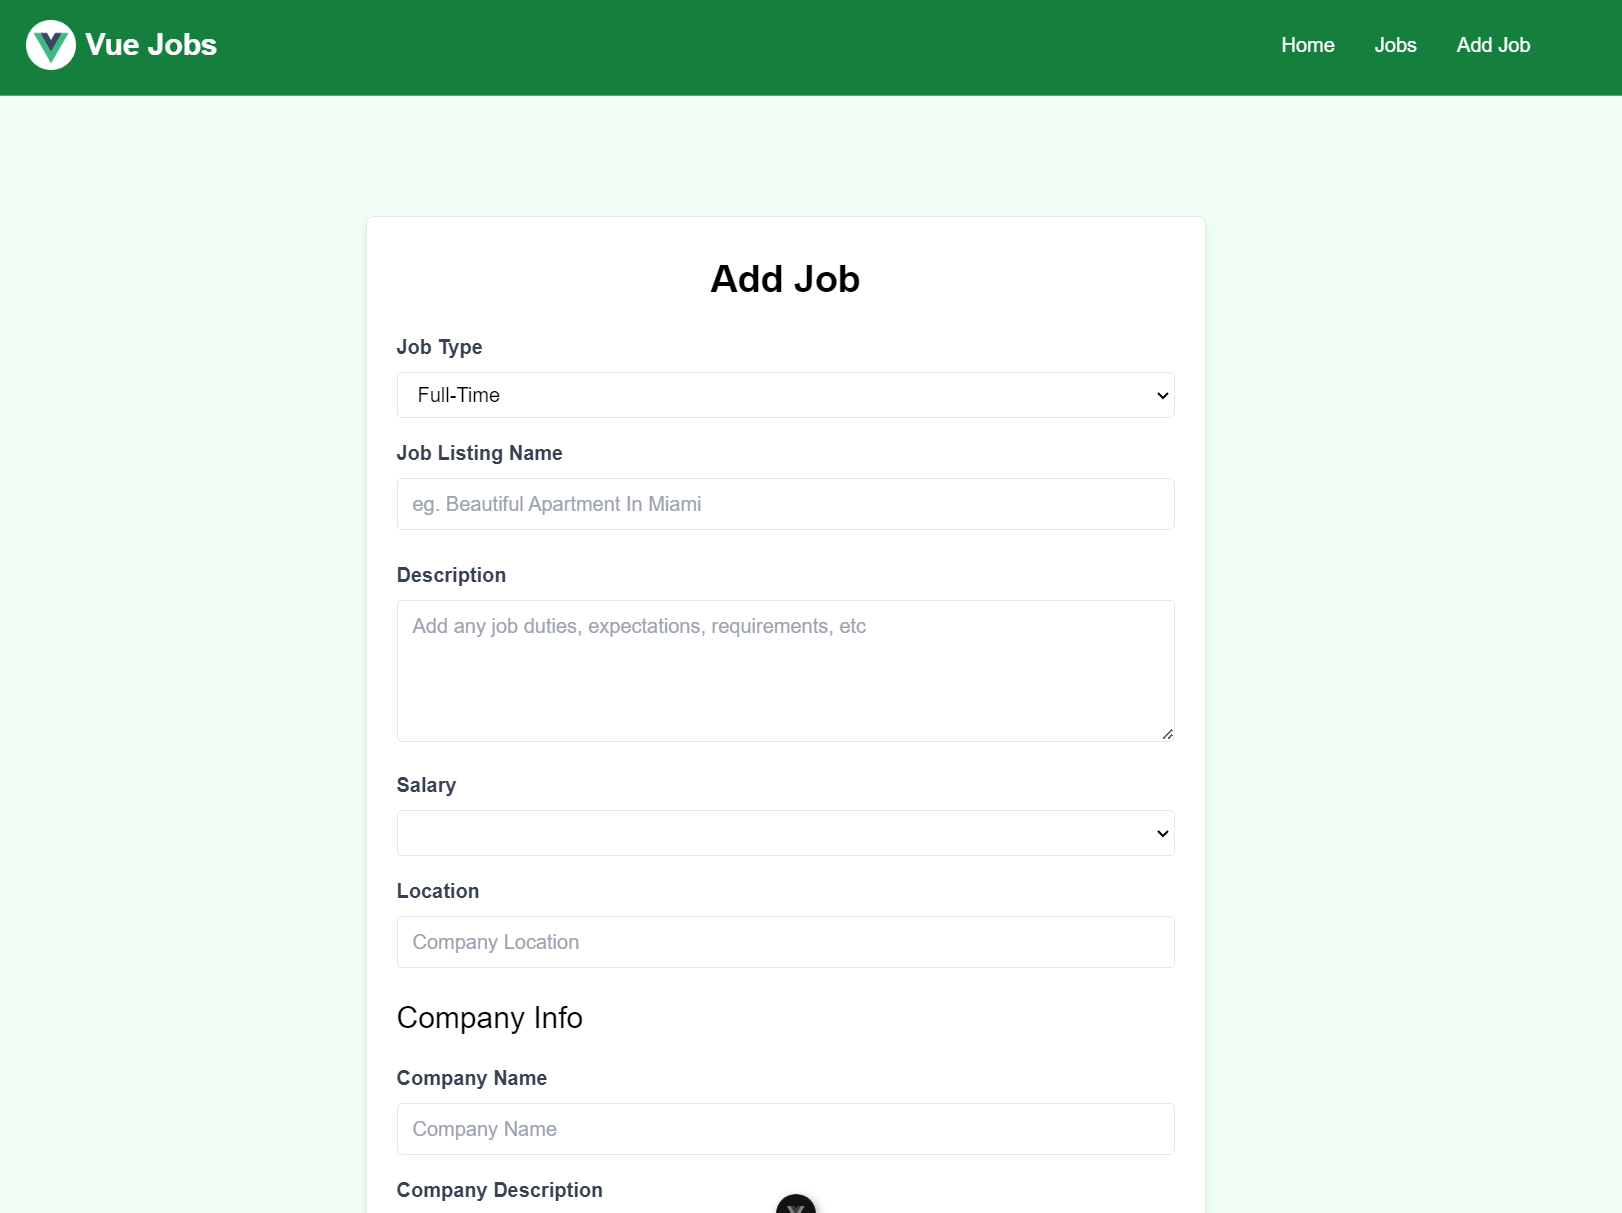 Vue Jobs
Home Jobs Add Job
Add Job
Job Type
Full-Time
Job Listing Name
eg. Beautiful Apartment In Miami
Description
Add any job duties, expectations, requirements, etc
Salary
Location
Company Location
Company Info
Company Name
Company Name
Company Description